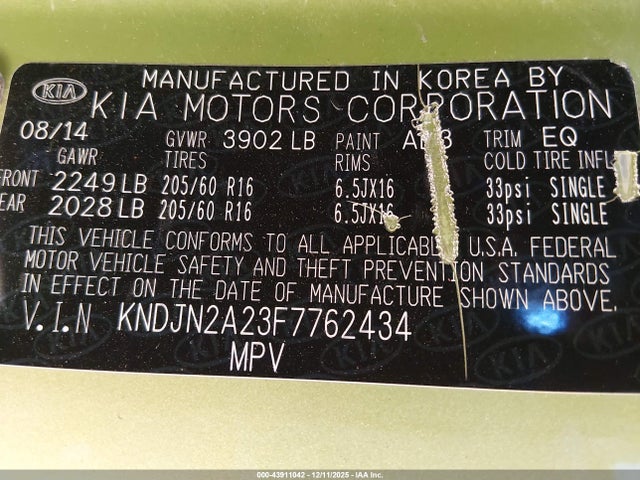 KIA
MANUFACTURED IN KOREA BY
KIA MOTORS CORPORATION
08/14 GVWR 3902 LB PAINT TRIM EQ
GAWR TIRES RIMS COLD TIRE INFL
FRONT 2249 LB 205/60 R16 6.5JX16 33psi SINGLE
REAR 2028 LB 205/60 R16 6.5JX16 33psi SINGLE
THIS VEHICLE CONFORMS TO ALL APPLICABLE U.S.A. FEDERAL
MOTOR VEHICLE SAFETY AND THEFT PREVENTION STANDARDS
IN EFFECT ON THE DATE OF MANUFACTURE SHOWN ABOVE.
V.I.N KNDJN2A23F7762434
MPV
000-43911042 - 12/11/2025 - IAA Inc.